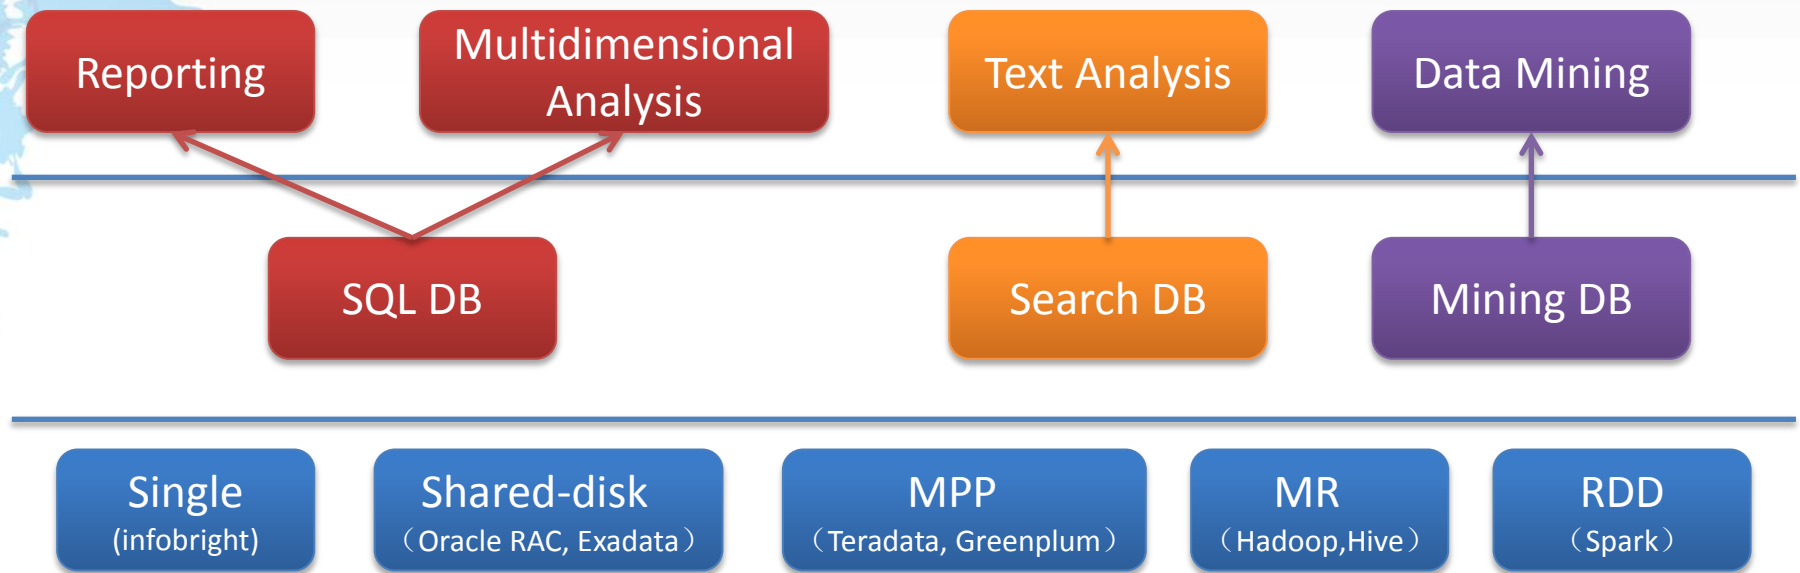 Reporting
Multidimensional
Analysis
Text Analysis
Data Mining
SQL DB
Search DB
Mining DB
Single
(infobright)
Shared-disk
（Oracle RAC, Exadata）
MPP
（Teradata, Greenplum）
MR
（Hadoop,Hive）
RDD
（Spark）